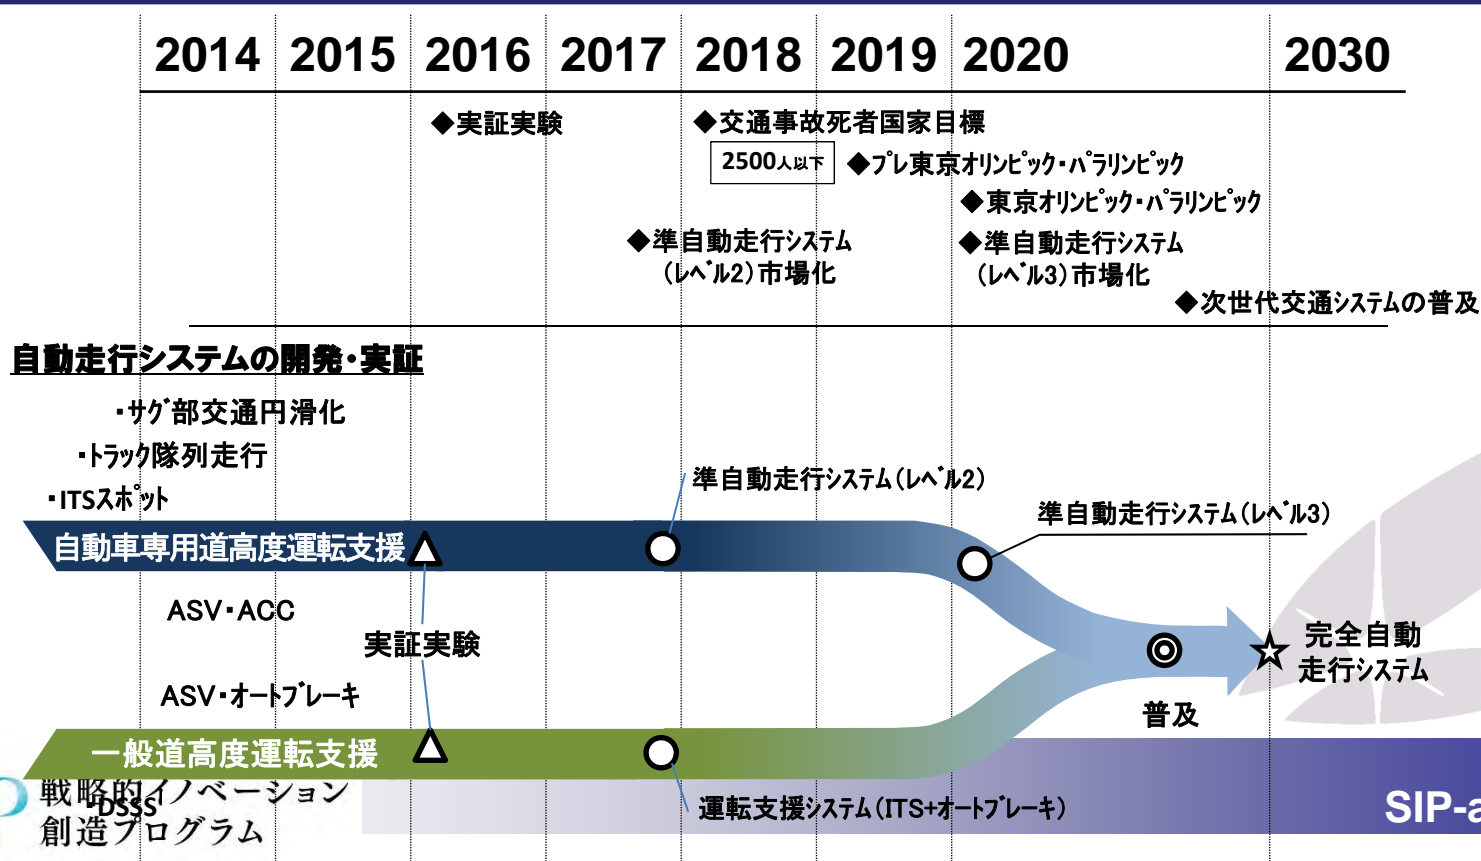 2014 2015 2016 2017 2018 2019 2020 2030
◆実証実験
◆交通事故死者国家目標
2500人以下
◆プレ東京オリンピック・パラリンピック
◆東京オリンピック・パラリンピック
◆準自動走行システム
(レベル2)市場化
◆準自動走行システム
(レベル3)市場化
◆次世代交通システムの普及
自動走行システムの開発・実証
・サグ部交通円滑化
・トラック隊列走行
・ITSスポット
準自動走行システム(レベル2)
準自動走行システム(レベル3)
自動車専用道高度運転支援
ASV・ACC
実証実験
完全自動
走行システム
ASV・オートブレーキ
普及
一般道高度運転支援
戦略的イノベーション
・DSSS
創造プログラム
運転支援システム(ITS+オートブレーキ)
SIP-a